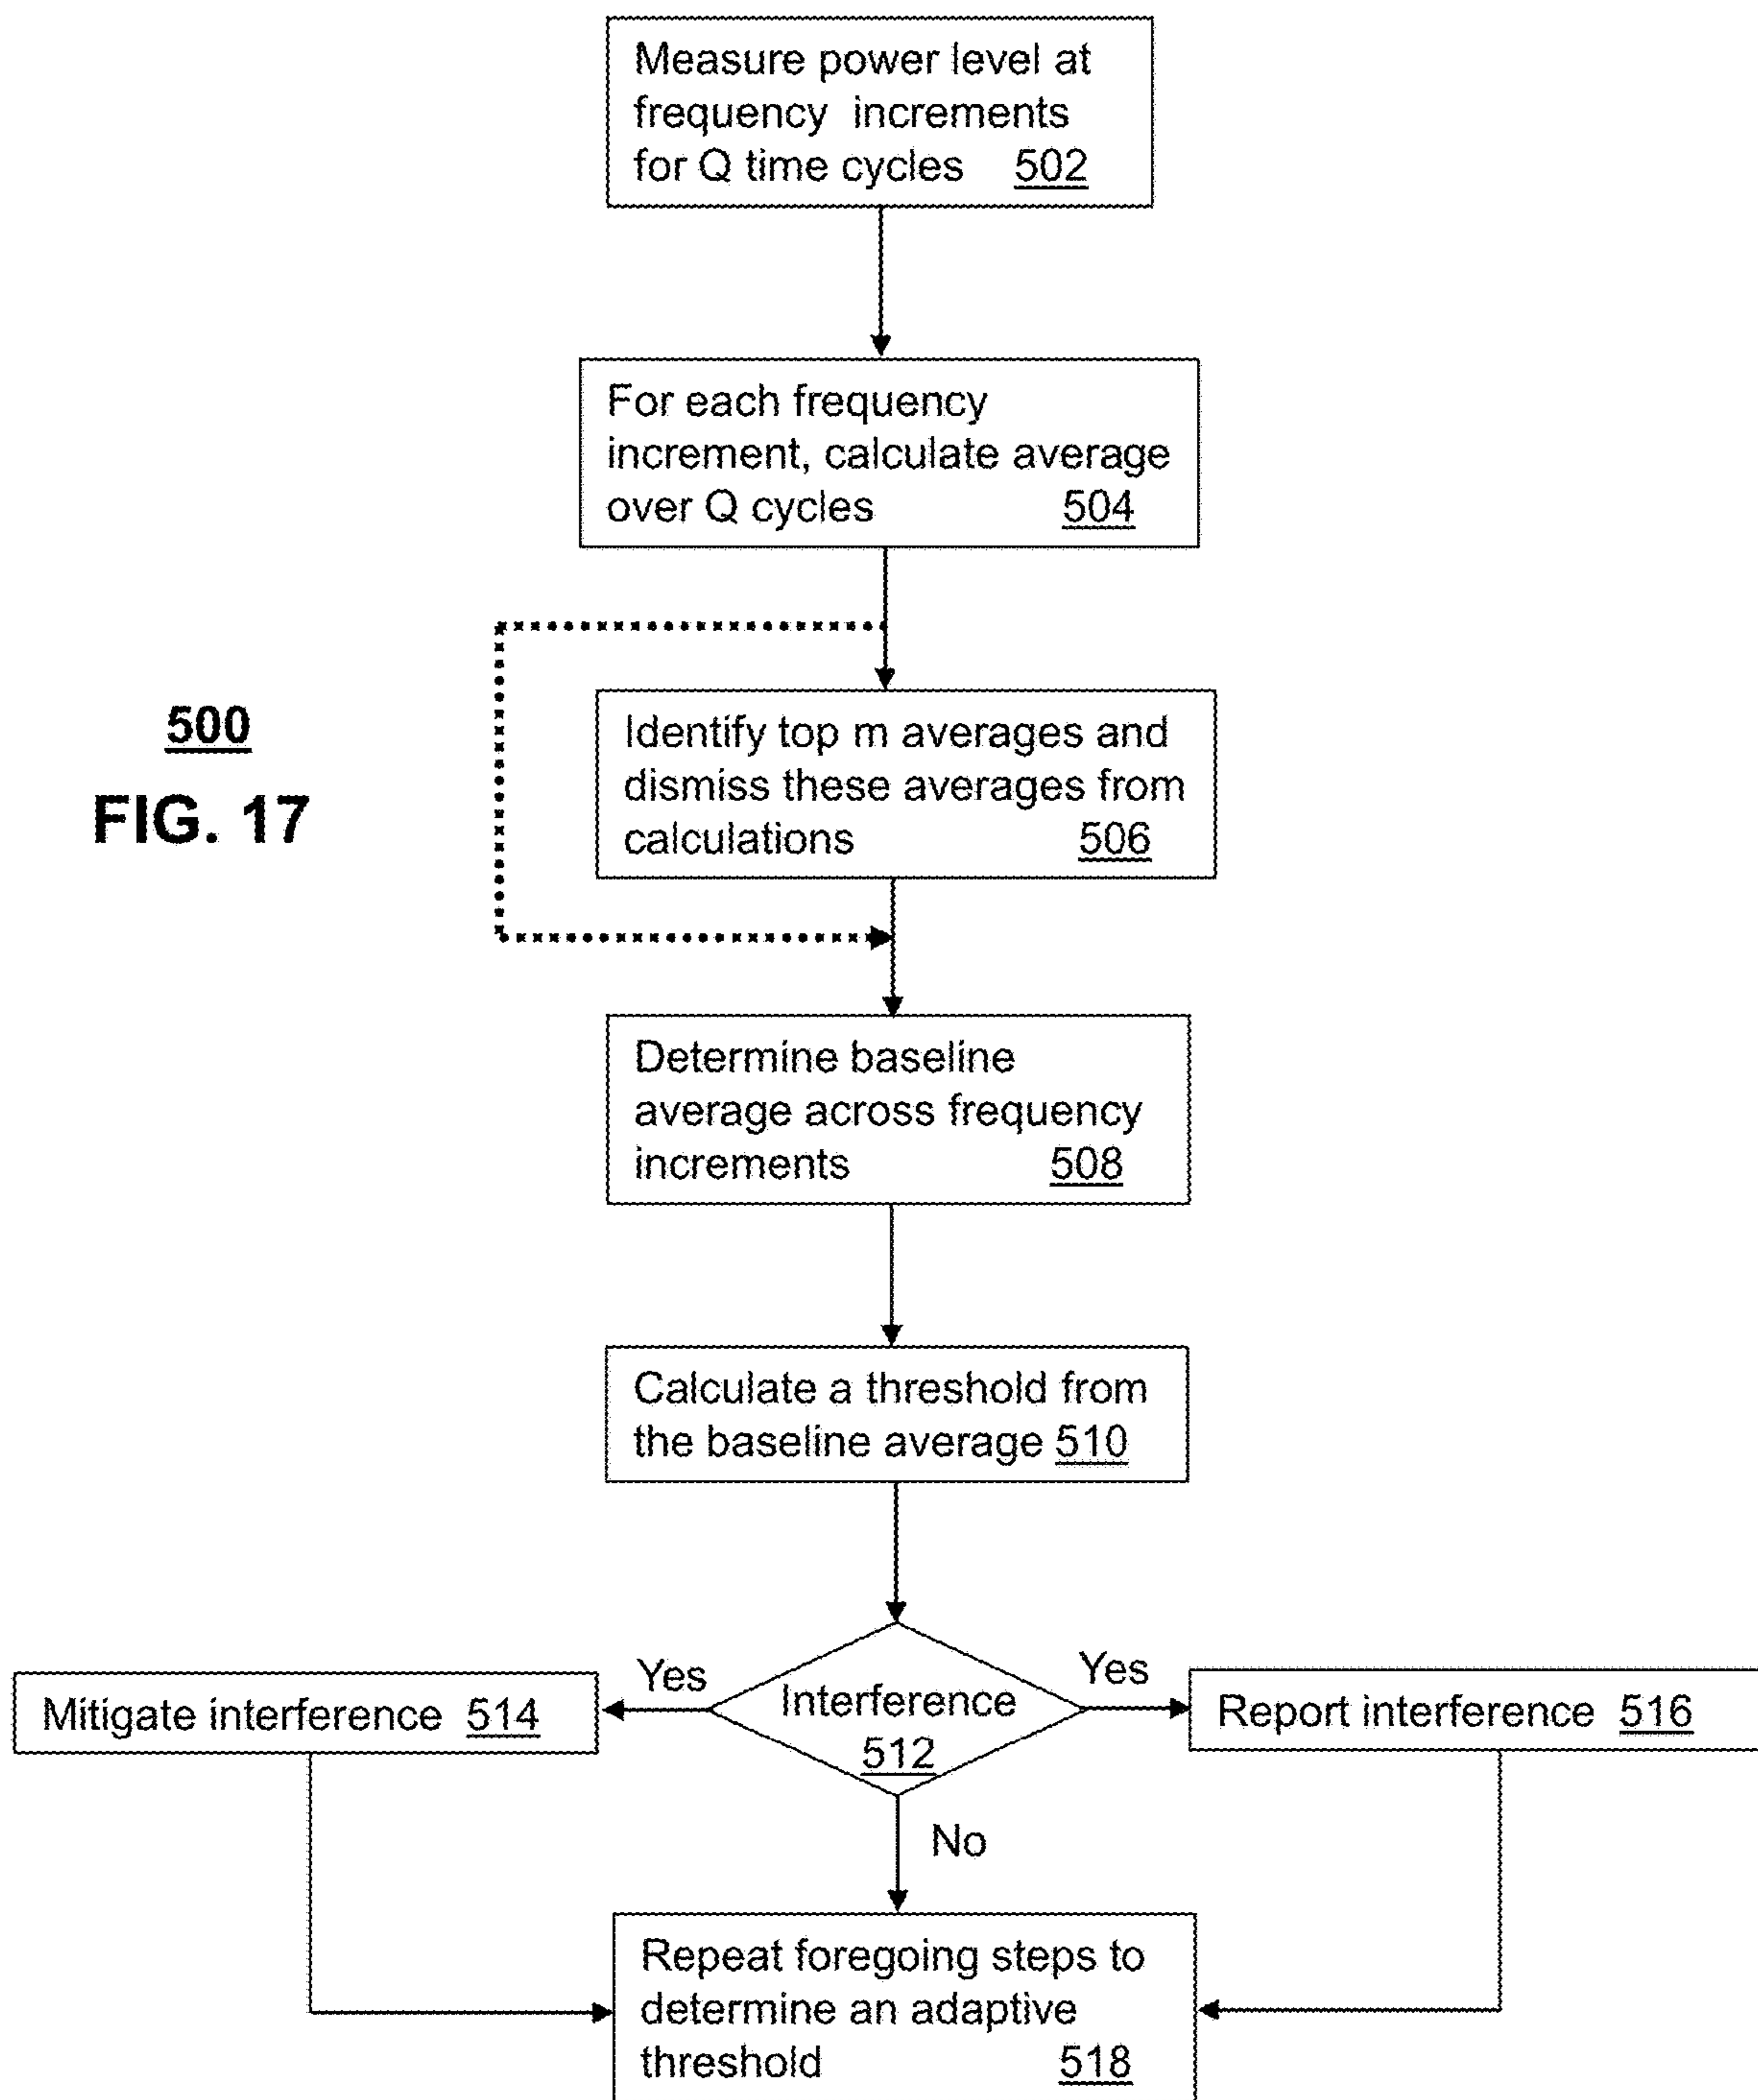 Measure power level at
frequency increments
for Q time cycles 502
For each frequency
increment, calculate average
over Q cycles 504
500
FIG. 17
Identify top m averages and
dismiss these averages from
calculations 506
Determine baseline
average across frequency
increments 508
Calculate a threshold from
the baseline average 510
Yes
Yes
Mitigate interference 514
Interference
512
Report interference 516
No
Repeat foregoing steps to
determine an adaptive
threshold 518